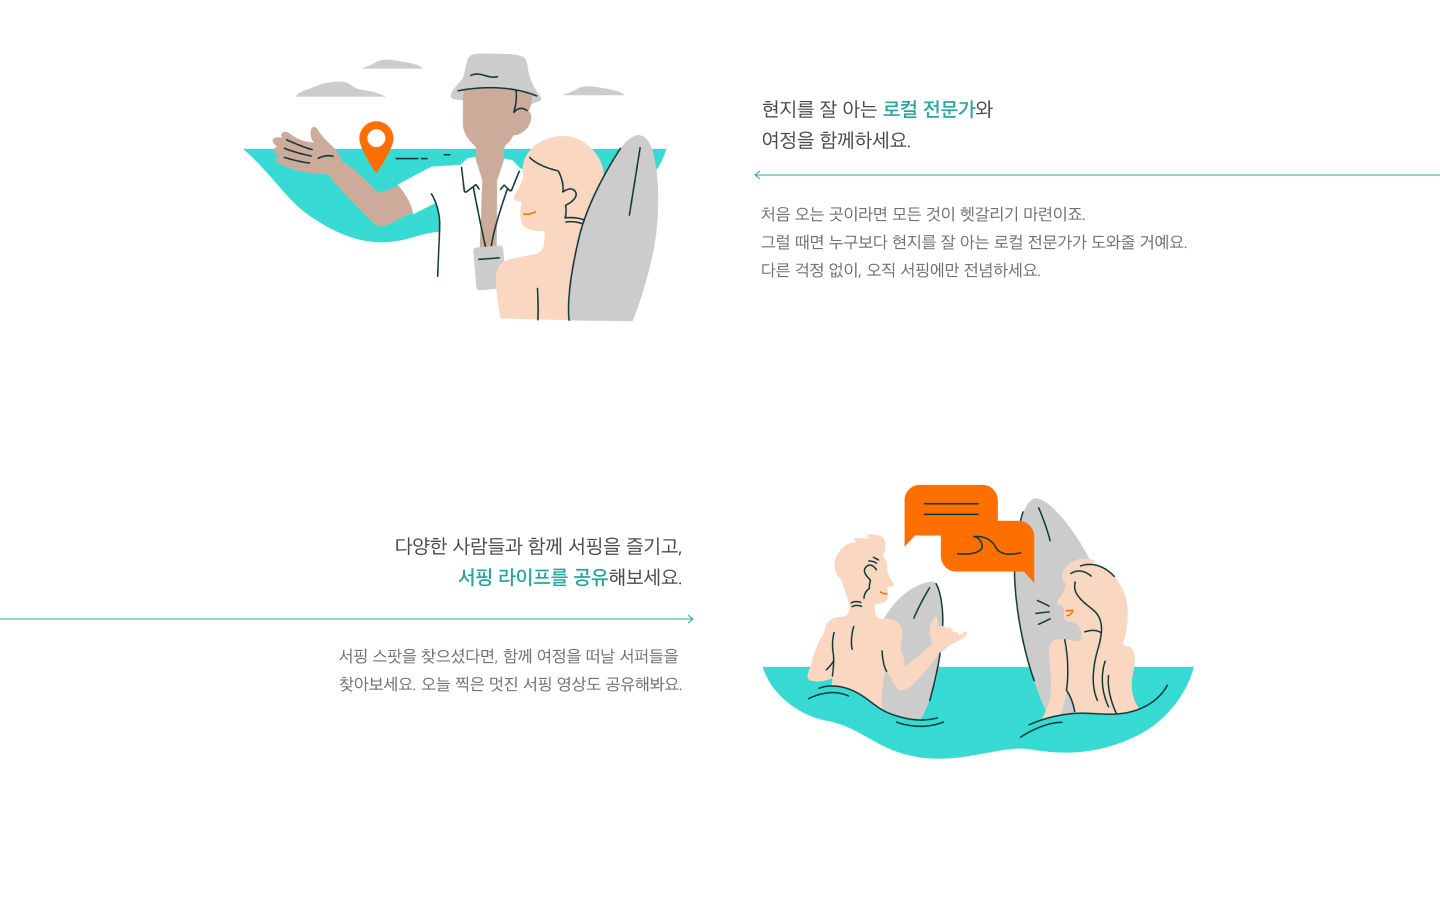 현지를 잘 아는 로컬 전문가와
여정을 함께하세요.
처음 오는 곳이라면 모든 것이 헷갈리기 마련이죠.
그럴 때면 누구보다 현지를 잘 아는 로컬 전문가가 도와줄 거예요.
다른 걱정 없이, 오직 서핑에만 전념하세요.
다양한 사람들과 함께 서핑을 즐기고,
서핑 라이프를 공유해보세요.
서핑 스팟을 찾으셨다면, 함께 여정을 떠날 서퍼들을
찾아보세요. 오늘 찍은 멋진 서핑 영상도 공유해봐요.